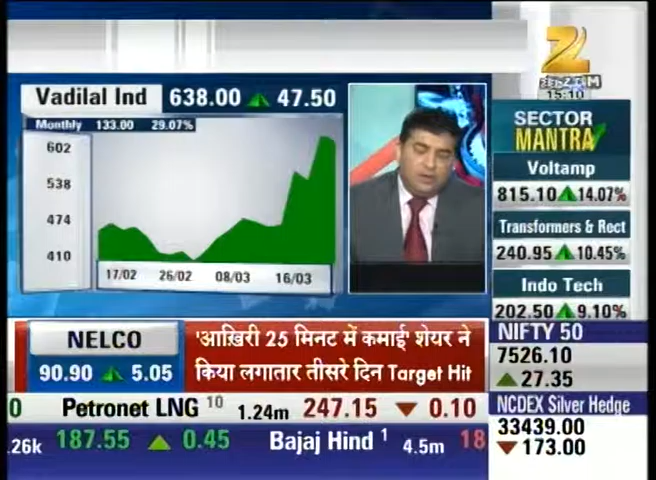 Vadilal Ind 638.00 ▲ 47.50
Monthly 133.00 29.07%
602
538
474
410
17/02 26/02 08/03 16/03
15:10
SECTOR
MANTRA
Voltamp
815.10 ▲ 14.07%
Transformers & Rect
240.95 ▲ 10.45%
Indo Tech
202.50 ▲ 9.10%
NELCO
90.90 ▲ 5.05
'आख़िरी 25 मिनट में कमाई' शेयर ने
किया लगातार तीसरे दिन Target Hit
NIFTY 50
7526.10
▲ 27.35
NCDEX Silver Hedge
33439.00
▼ 173.00
0 Petronet LNG 10 1.24m 247.15 ▼ 0.10
.26k 187.55 ▲ 0.45 Bajaj Hind 1 4.5m 18